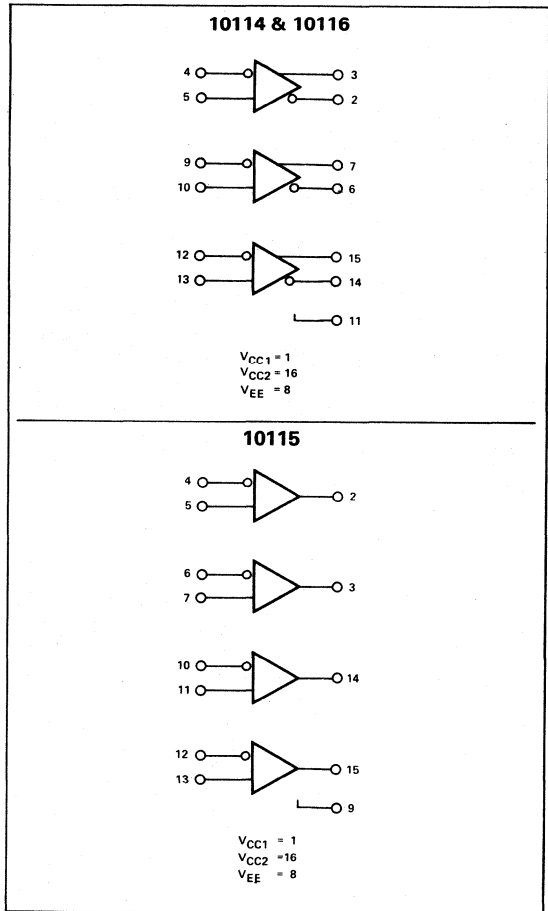 10114 & 10116
4 3
5 2
9 7
10 6
12 15
13 14
11
VCC1 = 1
VCC2 = 16
VEE = 8
10115
4 2
5
6 3
7
10 14
11
12 15
13
9
VCC1 = 1
VCC2 =16
VEE = 8